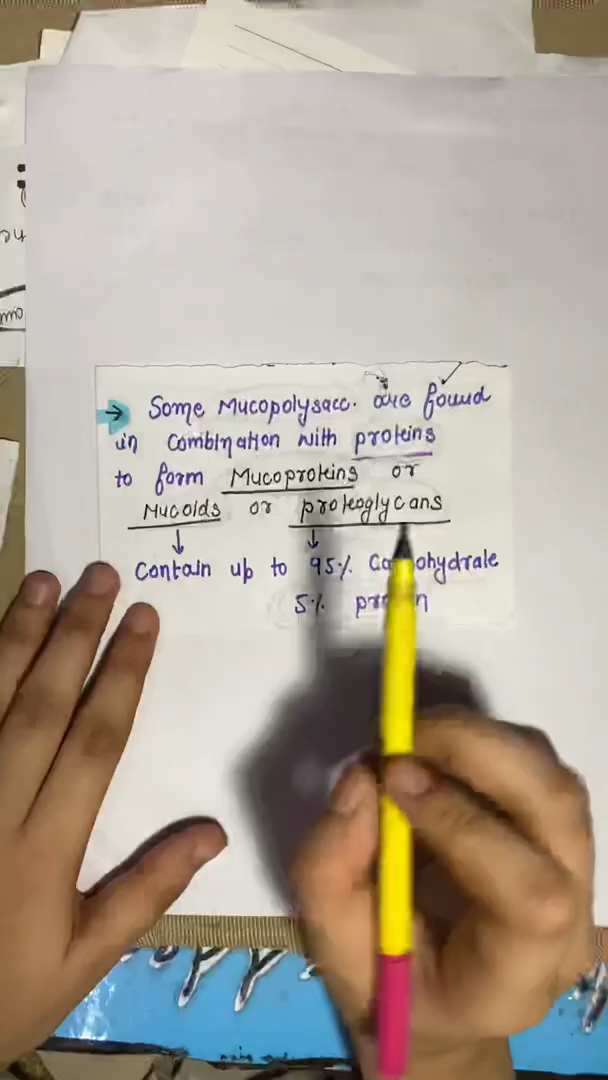 → Some Mucopolysacc. are found
in combination with proteins
to form Mucoproteins or
Mucoids or proteoglycans
↓ ↓
Contain up to 95% Carbohydrate
5% protein